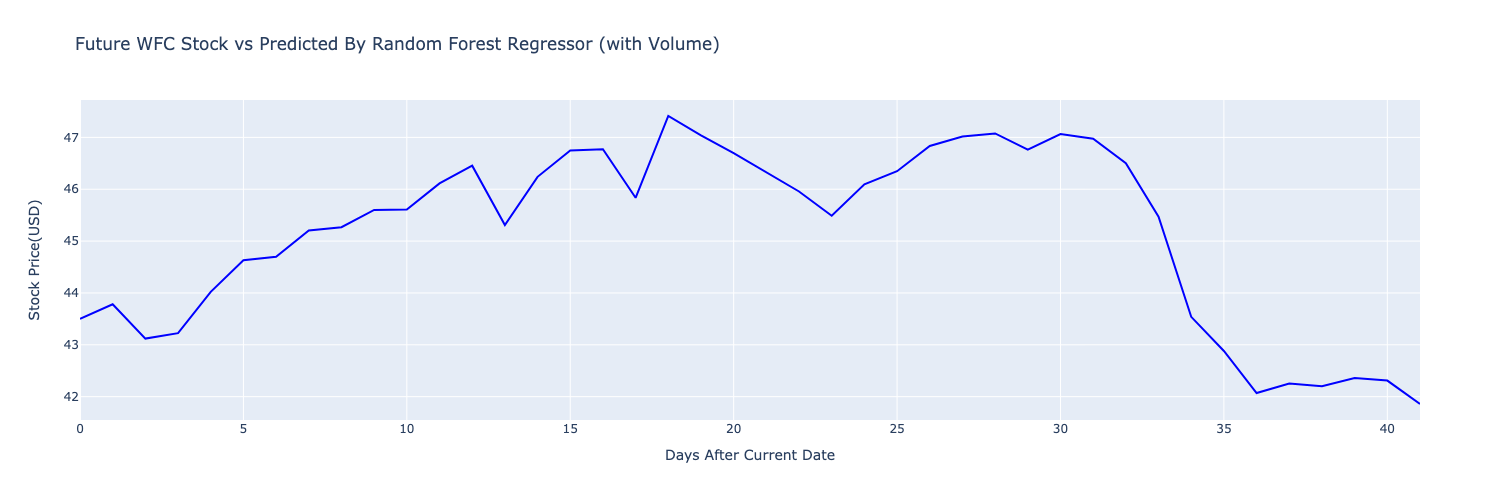 Future WFC Stock vs Predicted By Random Forest Regressor (with Volume)
Stock Price(USD)
47
46
45
44
43
42
0 5 10 15 20 25 30 35 40
Days After Current Date